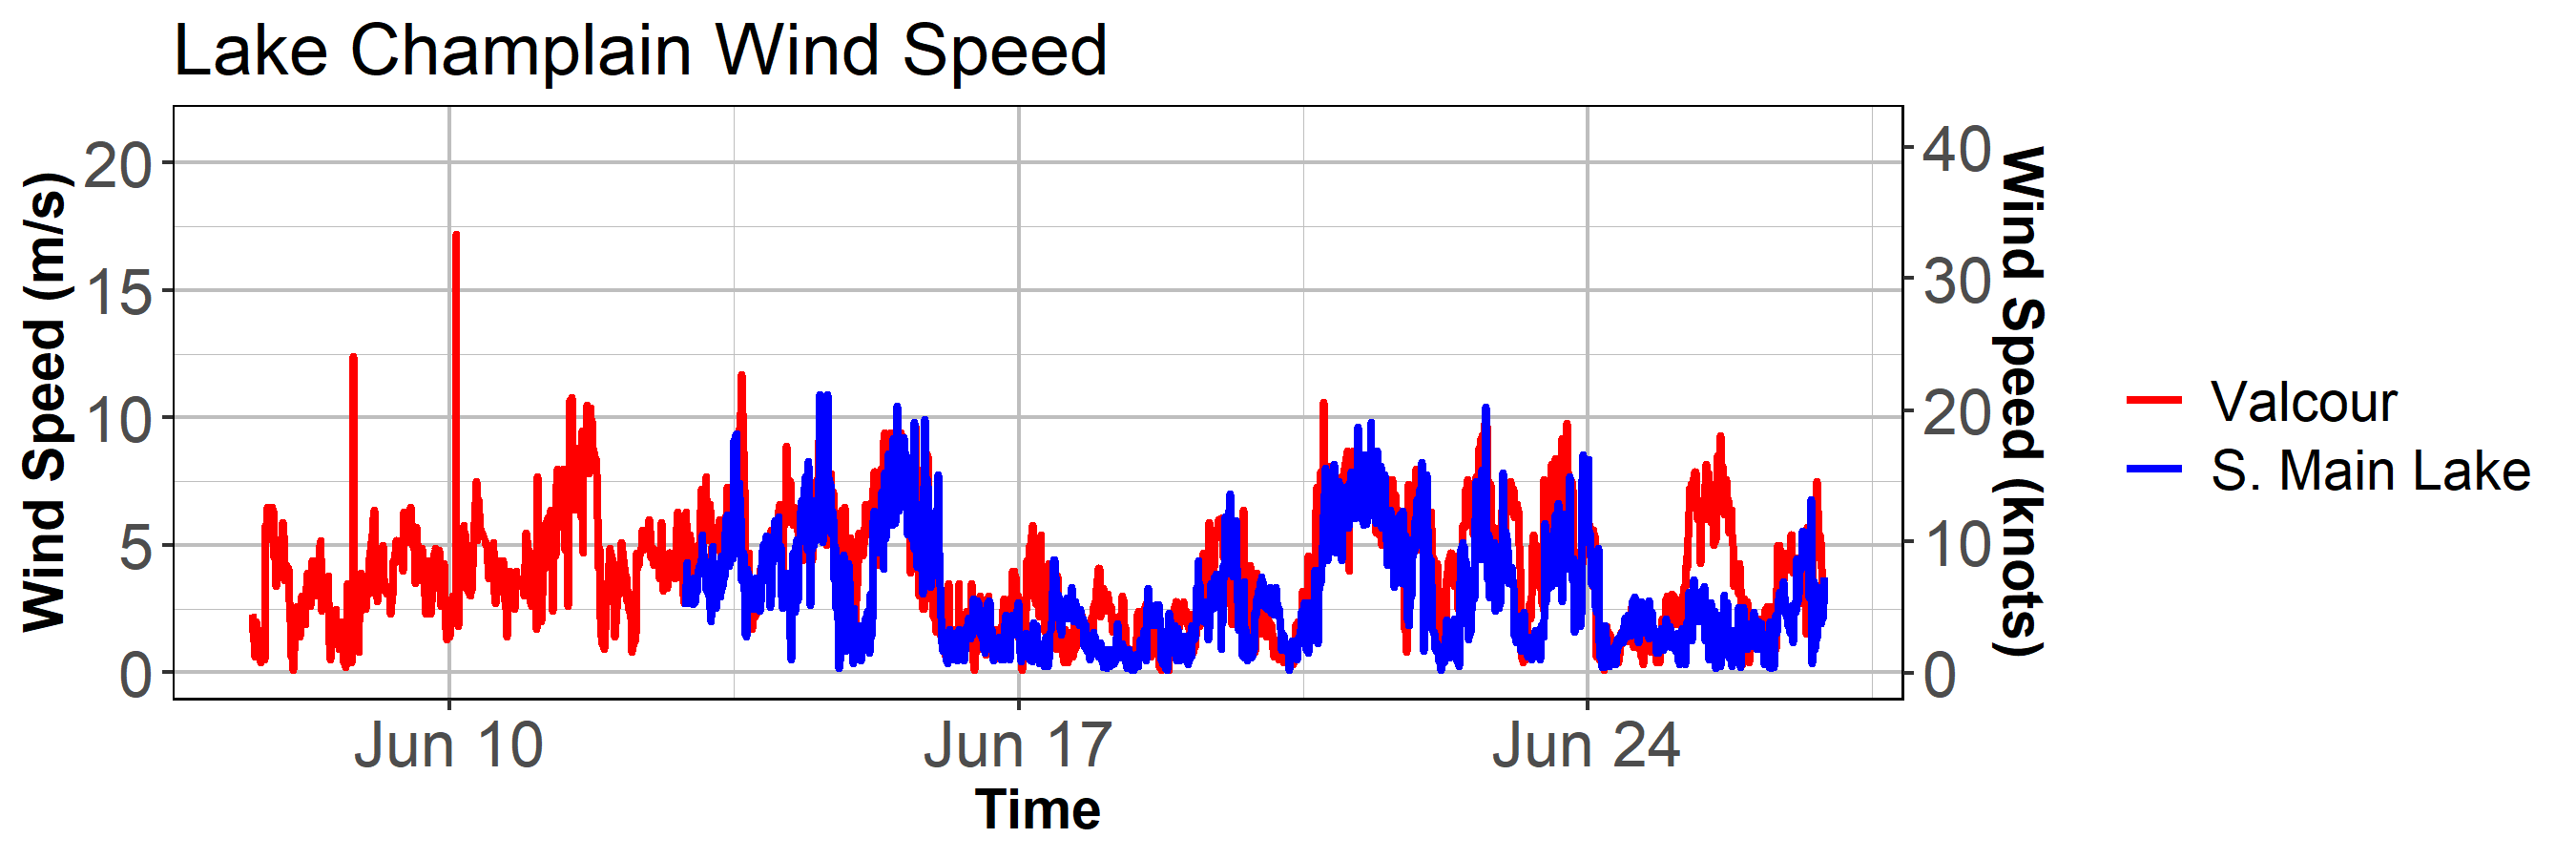 Lake Champlain Wind Speed
Wind Speed (m/s)
20
15
10
5
0
40
30
20
10
0
Wind Speed (knots)
Jun 10
Jun 17
Jun 24
Time
Valcour
S. Main Lake